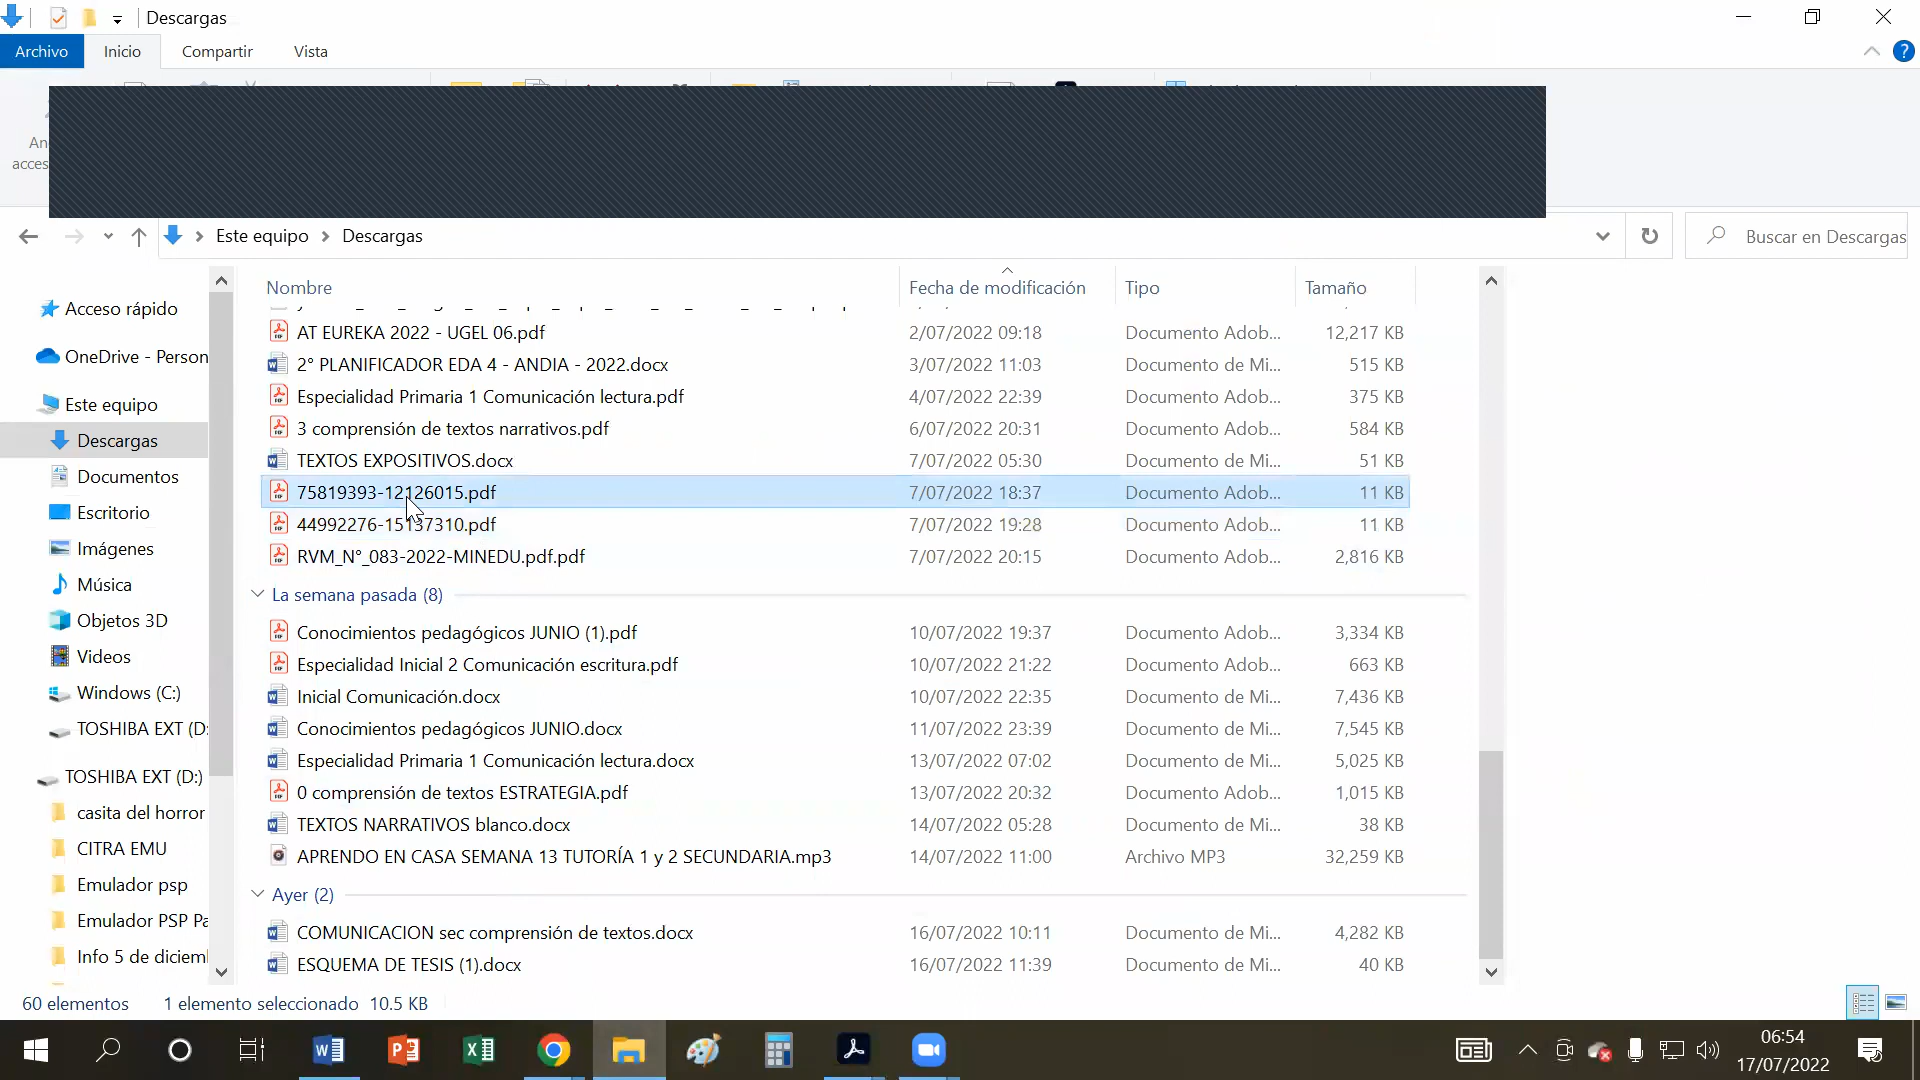 Descargas
Archivo
Inicio
Compartir
Vista
acces
Este equipo
Descargas
Buscar en Descargas
Nombre
Fecha de modificación
Tipo
Tamaño
AT EUREKA 2022 - UGEL 06.pdf 2/07/2022 09:18 Documento Adob... 12,217 KB
2° PLANIFICADOR EDA 4 - ANDIA - 2022.docx 3/07/2022 11:03 Documento de Mi... 515 KB
Especialidad Primaria 1 Comunicación lectura.pdf 4/07/2022 22:39 Documento Adob... 375 KB
3 comprensión de textos narrativos.pdf 6/07/2022 20:31 Documento Adob... 584 KB
TEXTOS EXPOSITIVOS.docx 7/07/2022 05:30 Documento de Mi... 51 KB
75819393-12126015.pdf 7/07/2022 18:37 Documento Adob... 11 KB
44992276-15137310.pdf 7/07/2022 19:28 Documento Adob... 11 KB
RVM_N°_083-2022-MINEDU.pdf.pdf 7/07/2022 20:15 Documento Adob... 2,816 KB
La semana pasada (8)
Conocimientos pedagógicos JUNIO (1).pdf 10/07/2022 19:37 Documento Adob... 3,334 KB
Especialidad Inicial 2 Comunicación escritura.pdf 10/07/2022 21:22 Documento Adob... 663 KB
Inicial Comunicación.docx 10/07/2022 22:35 Documento de Mi... 7,436 KB
Conocimientos pedagógicos JUNIO.docx 11/07/2022 23:39 Documento de Mi... 7,545 KB
Especialidad Primaria 1 Comunicación lectura.docx 13/07/2022 07:02 Documento de Mi... 5,025 KB
0 comprensión de textos ESTRATEGIA.pdf 13/07/2022 20:32 Documento Adob... 1,015 KB
TEXTOS NARRATIVOS blanco.docx 14/07/2022 05:28 Documento de Mi... 38 KB
APRENDO EN CASA SEMANA 13 TUTORÍA 1 y 2 SECUNDARIA.mp3 14/07/2022 11:00 Archivo MP3 32,259 KB
Ayer (2)
COMUNICACION sec comprensión de textos.docx 16/07/2022 10:11 Documento de Mi... 4,282 KB
ESQUEMA DE TESIS (1).docx 16/07/2022 11:39 Documento de Mi... 40 KB
Acceso rápido
OneDrive - Person
Este equipo
Descargas
Documentos
Escritorio
Imágenes
Música
Objetos 3D
Videos
Windows (C:)
TOSHIBA EXT (D:
TOSHIBA EXT (D:)
casita del horror
CITRA EMU
Emulador psp
Emulador PSP Pa
Info 5 de diciem
60 elementos
1 elemento seleccionado 10.5 KB
06:54
17/07/2022